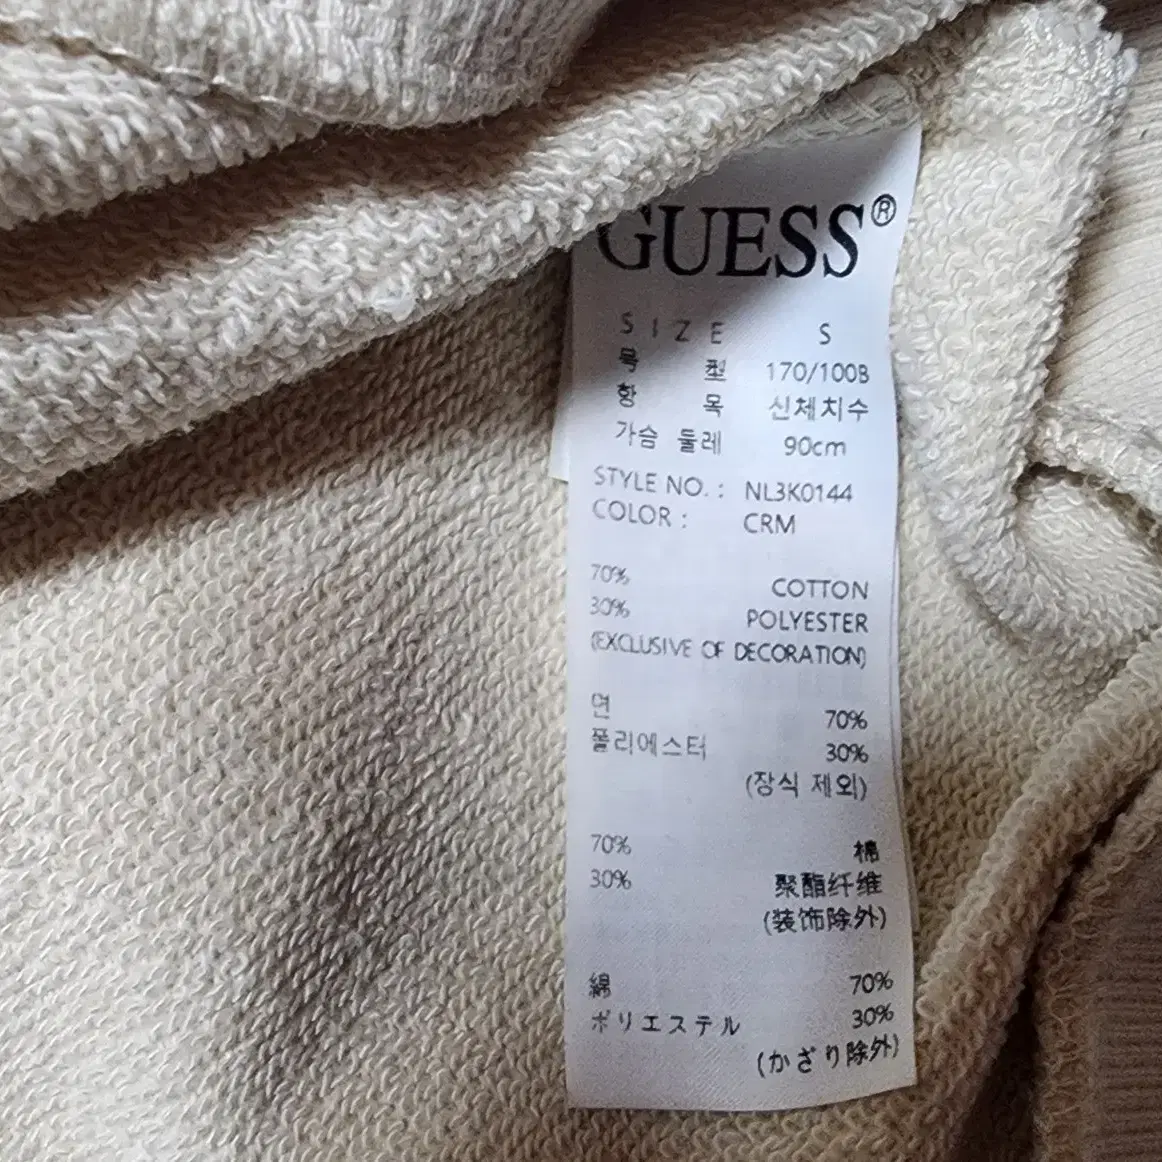 GUESS®
SIZE S
号 型 170/100B
항 목 신체치수
가슴 둘레 90cm
STYLE NO. : NL3K0144
COLOR : CRM
70% COTTON
30% POLYESTER
(EXCLUSIVE OF DECORATION)
면 70%
폴리에스터 30%
(장식 제외)
70% 棉
30% 聚酯纤维
(装饰除外)
綿 70%
ポリエステル 30%
(かざり除外)